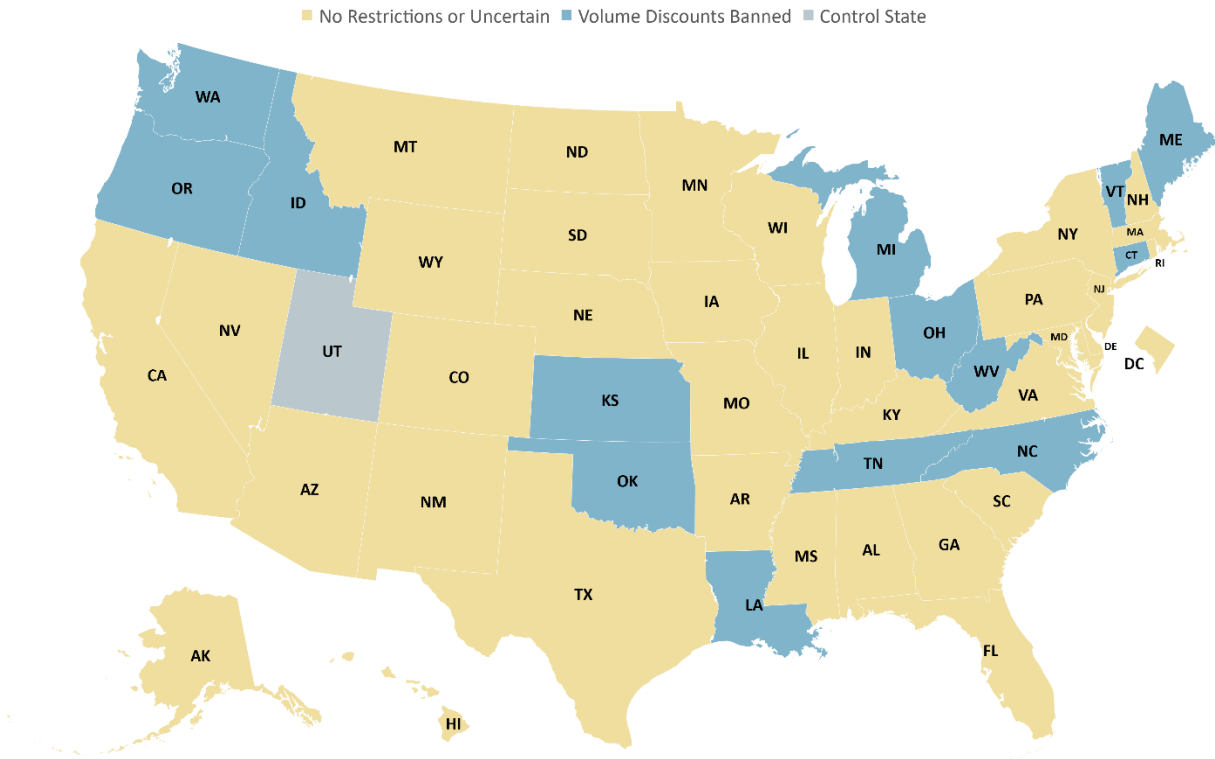 No Restrictions or Uncertain Volume Discounts Banned Control State
WA
MT
ND
MN
ME
OR
ID
SD
WI
MI
VT
NH
NY
MA
CT
RI
WY
IA
PA
NJ
NE
NV
UT
CO
IL
IN
OH
MD
DE
DC
CA
KS
MO
WV
VA
KY
AZ
NM
OK
AR
TN
NC
SC
MS
AL
GA
TX
LA
FL
AK
HI